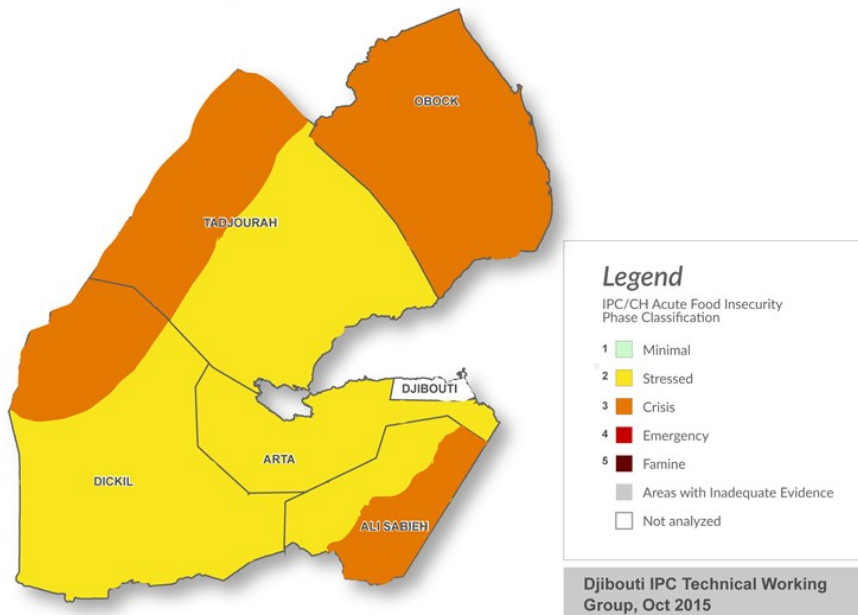 OBOCK
TADJOURAH
DJIBOUTI
ARTA
DICKIL
ALI SABIEH
Legend
IPC/CH Acute Food Insecurity
Phase Classification
1 Minimal
2 Stressed
3 Crisis
4 Emergency
5 Famine
Areas with Inadequate Evidence
Not analyzed
Djibouti IPC Technical Working
Group, Oct 2015